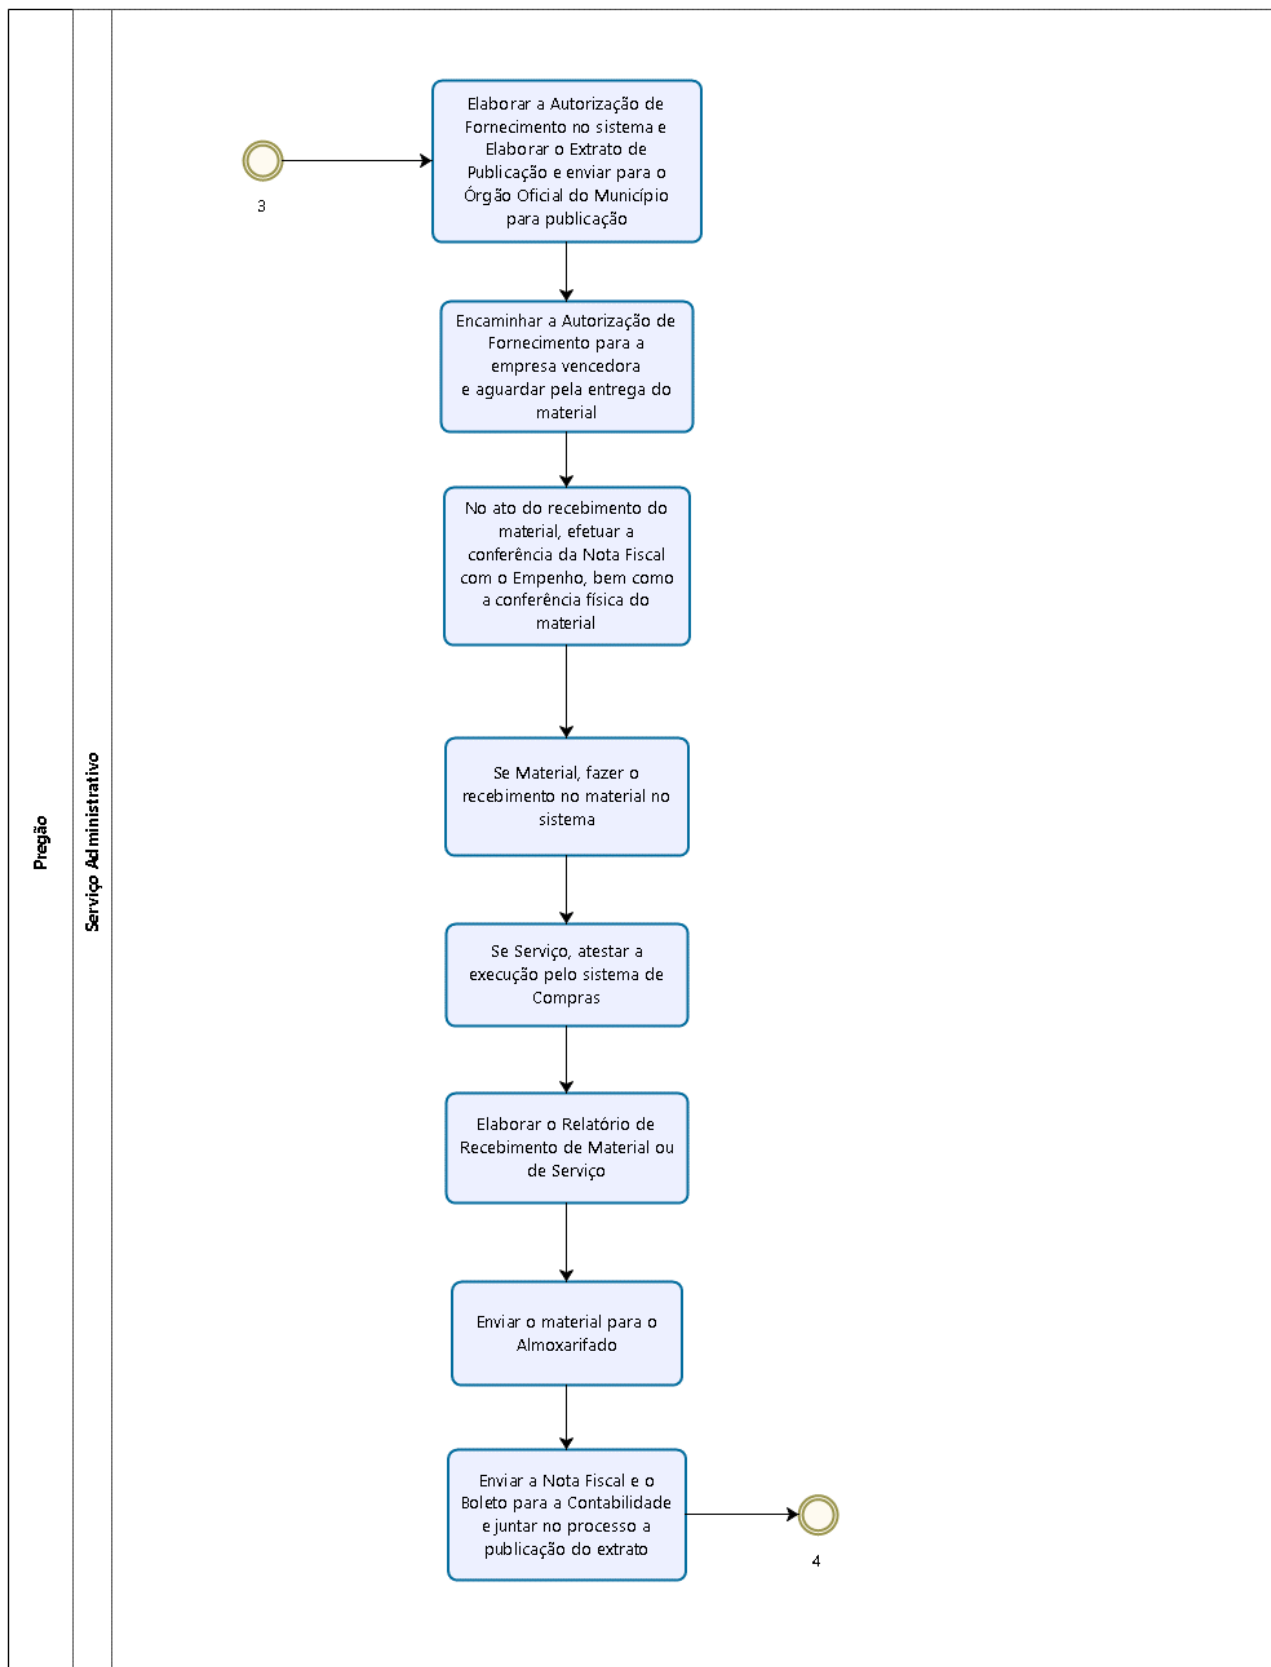 Pregão
Serviço Administrativo
3
Elaborar a Autorização de
Fornecimento no sistema e
Elaborar o Extrato de
Publicação e enviar para o
Órgão Oficial do Município
para publicação
Encaminhar a Autorização de
Fornecimento para a
empresa vencedora
e aguardar pela entrega do
material
No ato do recebimento do
material, efetuar a
conferência da Nota Fiscal
com o Empenho, bem como
a conferência física do
material
Se Material, fazer o
recebimento no material no
sistema
Se Serviço, atestar a
execução pelo sistema de
Compras
Elaborar o Relatório de
Recebimento de Material ou
de Serviço
Enviar o material para o
Almoxarifado
Enviar a Nota Fiscal e o
Boleto para a Contabilidade
e juntar no processo a
publicação do extrato
4